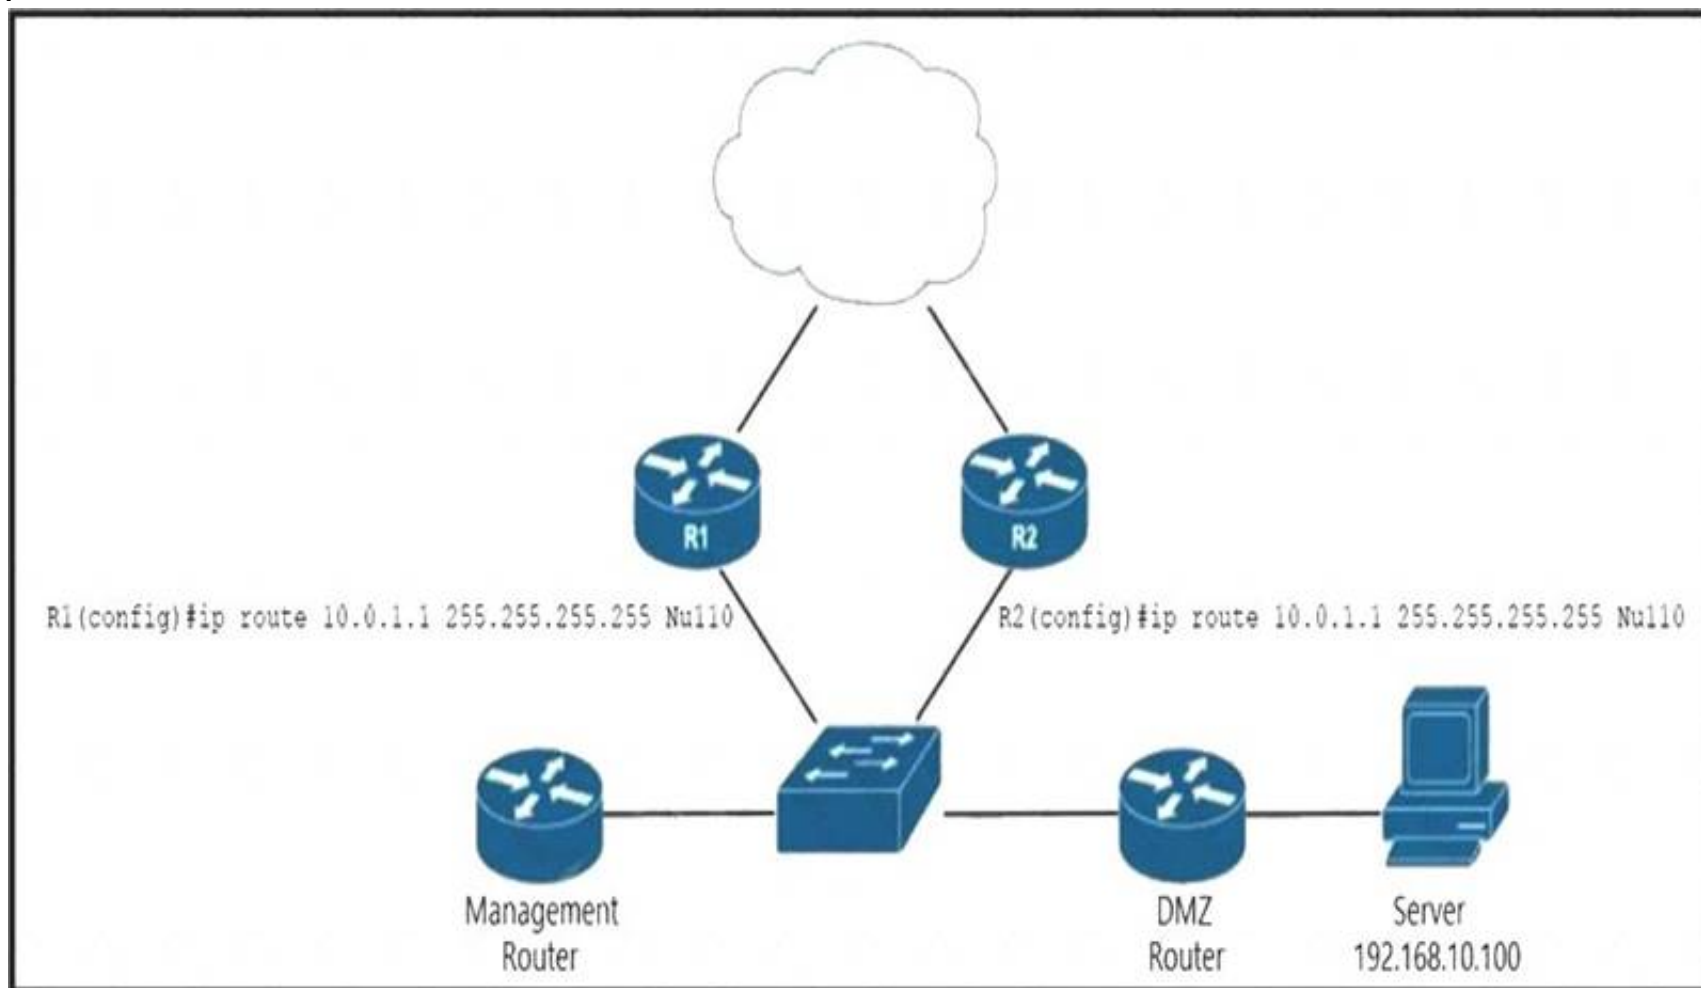 R1
R2
R1(config)#ip route 10.0.1.1 255.255.255.255 Null0
R2(config)#ip route 10.0.1.1 255.255.255.255 Null0
Management
Router
DMZ
Router
Server
192.168.10.100